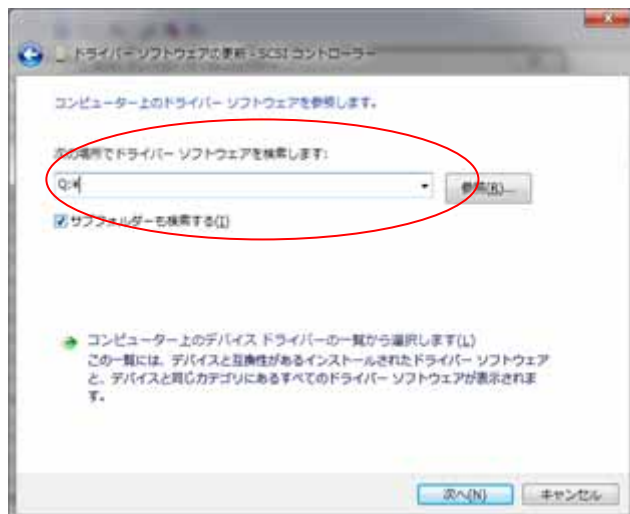 ドライバー ソフトウェアの更新 - SCSI コントローラー
コンピューター上のドライバー ソフトウェアを参照します。
次の場所でドライバー ソフトウェアを検索します:
Q:¥
参照(R)...
サブフォルダーも検索する(I)
コンピューター上のデバイス ドライバーの一覧から選択します(L)
この一覧には、デバイスと互換性があるインストールされたドライバー ソフトウェア
と、デバイスと同じカテゴリにあるすべてのドライバー ソフトウェアが表示されま
す。
次へ(N)
キャンセル